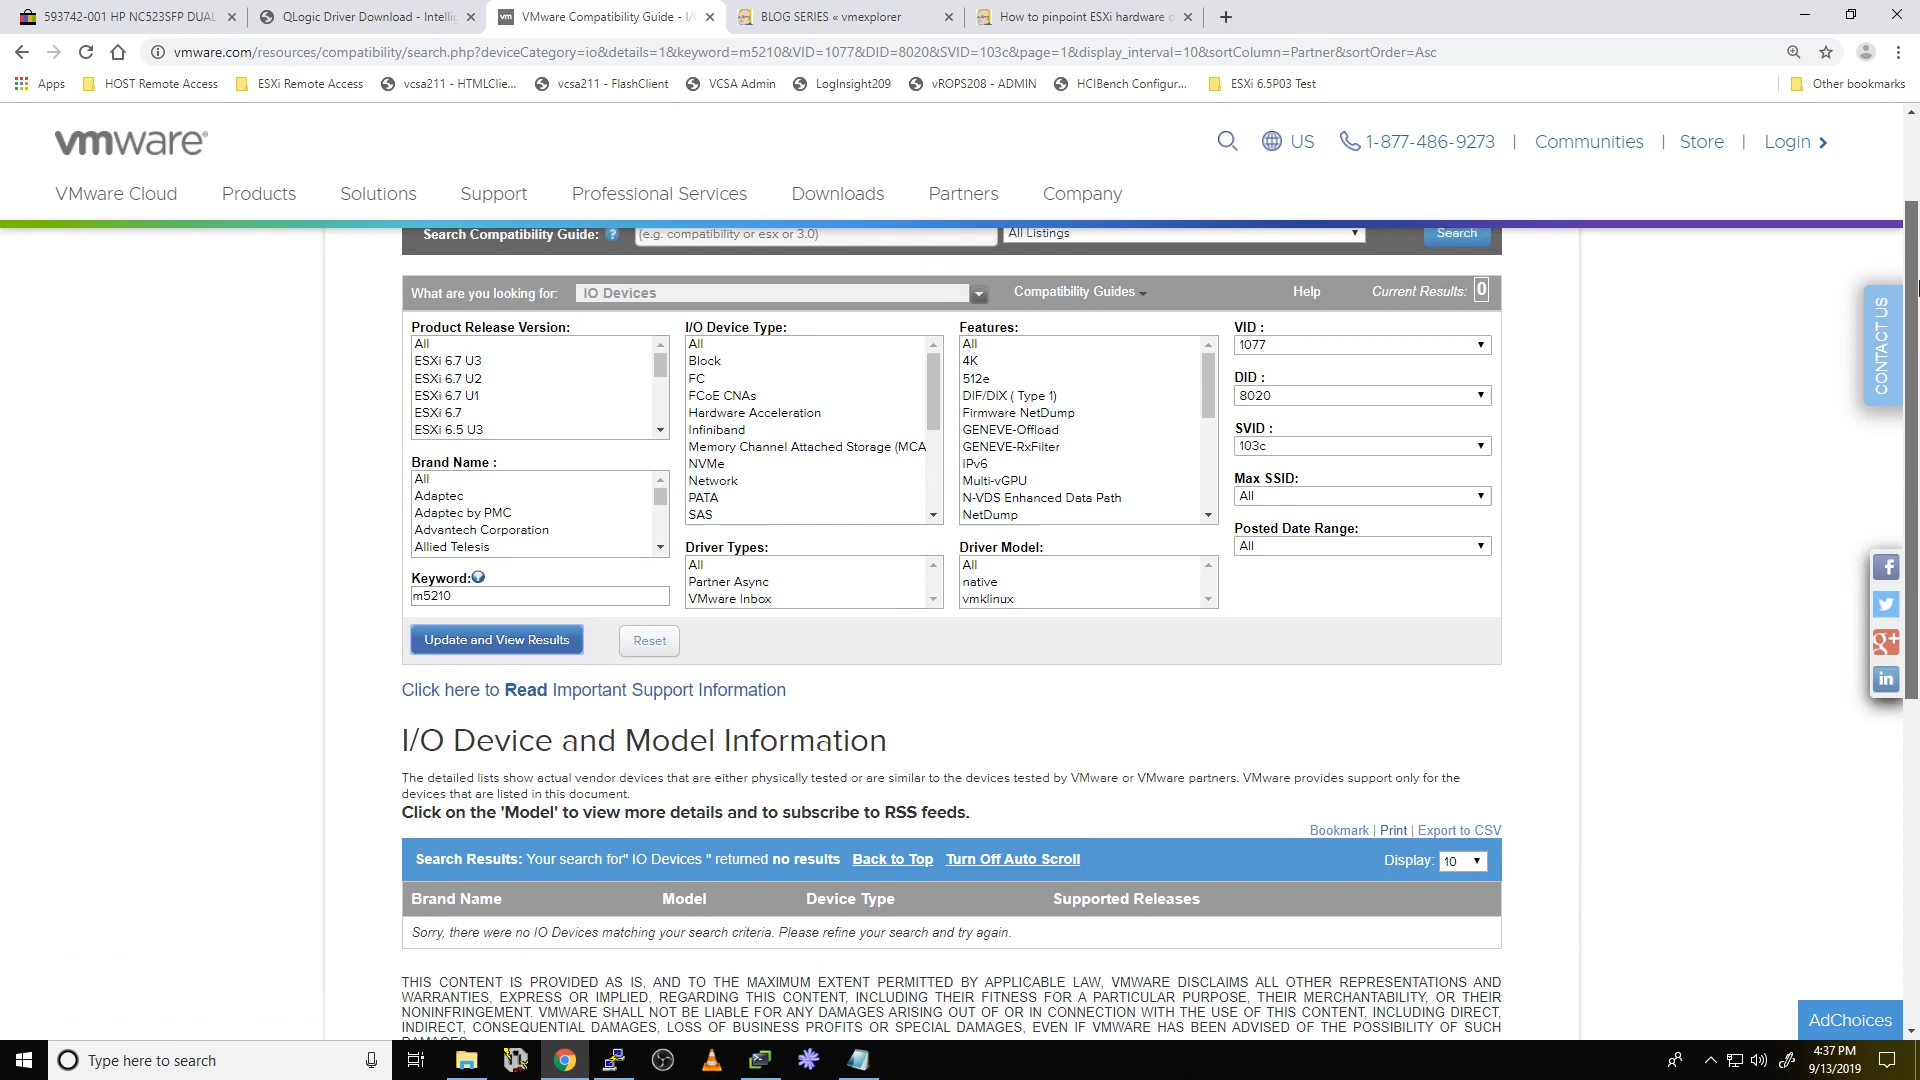 593742-001 HP NC523SFP DUAL
QLogic Driver Download - Intellig
VMware Compatibility Guide - I/
BLOG SERIES « vmexplorer
How to pinpoint ESXi hardware d
vmware.com/resources/compatibility/search.php?deviceCategory=io&details=1&keyword=m5210&VID=1077&DID=8020&SVID=103c&page=1&display_interval=10&sortColumn=Partner&sortOrder=Asc
Apps HOST Remote Access ESXi Remote Access vcsa211 - HTMLClie... vcsa211 - FlashClient VCSA Admin LogInsight209 vROPS208 - ADMIN HCIBench Configur... ESXi 6.5P03 Test Other bookmarks
vmware
US 1-877-486-9273 | Communities | Store | Login
VMware Cloud Products Solutions Support Professional Services Downloads Partners Company
Search Compatibility Guide: ? (e.g. compatibility or esx or 3.0) All Listings Search
What are you looking for: IO Devices Compatibility Guides Help Current Results: 0
Product Release Version:
All
ESXi 6.7 U3
ESXi 6.7 U2
ESXi 6.7 U1
ESXi 6.7
ESXi 6.5 U3
Brand Name :
All
Adaptec
Adaptec by PMC
Advantech Corporation
Allied Telesis
Keyword:
m5210
I/O Device Type:
All
Block
FC
FCoE CNAs
Hardware Acceleration
Infiniband
Memory Channel Attached Storage (MCA
NVMe
Network
PATA
SAS
Driver Types:
All
Partner Async
VMware Inbox
Features:
All
4K
512e
DIF/DIX ( Type 1)
Firmware NetDump
GENEVE-Offload
GENEVE-RxFilter
IPv6
Multi-vGPU
N-VDS Enhanced Data Path
NetDump
Driver Model:
All
native
vmklinux
VID :
1077
DID :
8020
SVID :
103c
Max SSID:
All
Posted Date Range:
All
CONTACT US
Update and View Results Reset
Click here to Read Important Support Information
I/O Device and Model Information
The detailed lists show actual vendor devices that are either physically tested or are similar to the devices tested by VMware or VMware partners. VMware provides support only for the
devices that are listed in this document.
Click on the 'Model' to view more details and to subscribe to RSS feeds.
Bookmark | Print | Export to CSV
Search Results: Your search for" IO Devices " returned no results Back to Top Turn Off Auto Scroll Display: 10
Brand Name Model Device Type Supported Releases
Sorry, there were no IO Devices matching your search criteria. Please refine your search and try again.
THIS CONTENT IS PROVIDED AS IS, AND TO THE MAXIMUM EXTENT PERMITTED BY APPLICABLE LAW, VMWARE DISCLAIMS ALL OTHER REPRESENTATIONS AND
WARRANTIES, EXPRESS OR IMPLIED, REGARDING THIS CONTENT, INCLUDING THEIR FITNESS FOR A PARTICULAR PURPOSE, THEIR MERCHANTABILITY, OR THEIR
NONINFRINGEMENT. VMWARE SHALL NOT BE LIABLE FOR ANY DAMAGES ARISING OUT OF OR IN CONNECTION WITH THE USE OF THIS CONTENT, INCLUDING DIRECT,
INDIRECT, CONSEQUENTIAL DAMAGES, LOSS OF BUSINESS PROFITS OR SPECIAL DAMAGES, EVEN IF VMWARE HAS BEEN ADVISED OF THE POSSIBILITY OF SUCH
AdChoices
Type here to search
4:37 PM
9/13/2019